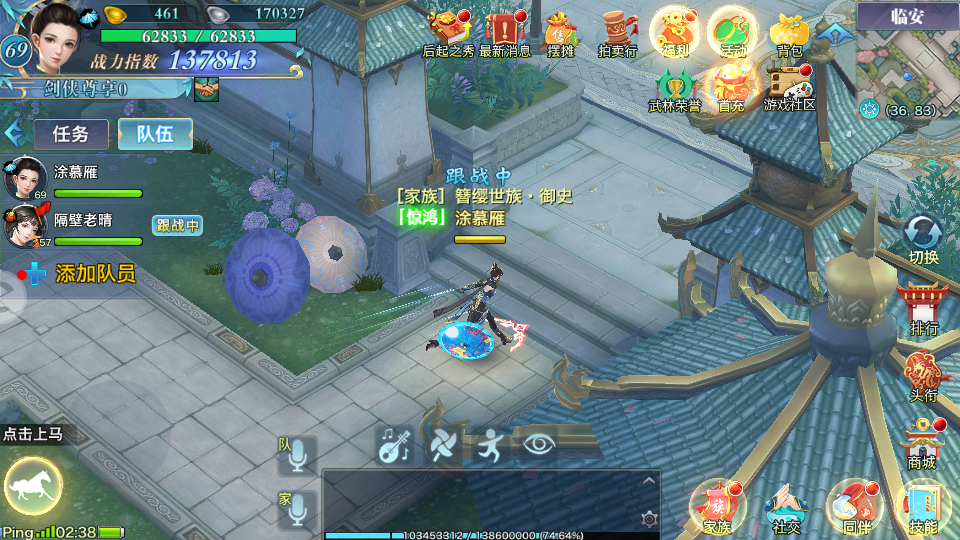 461
170327
62833 / 62833
69
战力指数 137813
剑侠尊享0
后起之秀
最新消息
摆摊
拍卖行
福利
活动
背包
武林荣誉
首充
游戏社区
临安
(36, 83)
任务
队伍
涂慕雁
69
隔壁老晴
57
跟战中
添加队员
跟战中
[家族] 簪缨世族·御史
[惊鸿] 涂慕雁
切换
排行
头衔
商城
点击上马
队
家
家族
社交
同伴
技能
Ping
02:38
103453312 / 138600000 (74.64%)